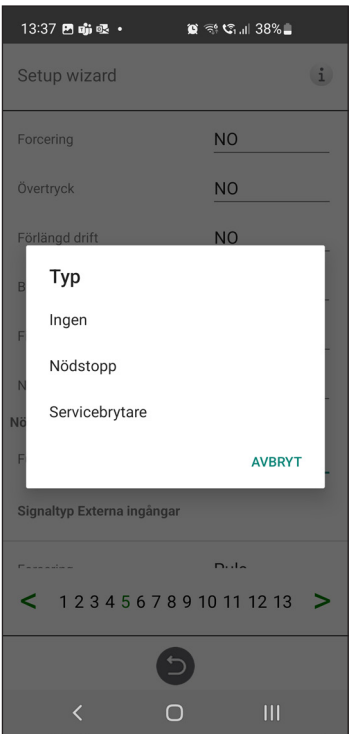 13:37 38%
Setup wizard i
Forcering NO
Övertryck NO
Förlängd drift NO
Typ
B
Ingen
F
Nödstopp
N
Servicebrytare
Nö
F
AVBRYT
Signaltyp Externa ingångar
< 1 2 3 4 5 6 7 8 9 10 11 12 13 >